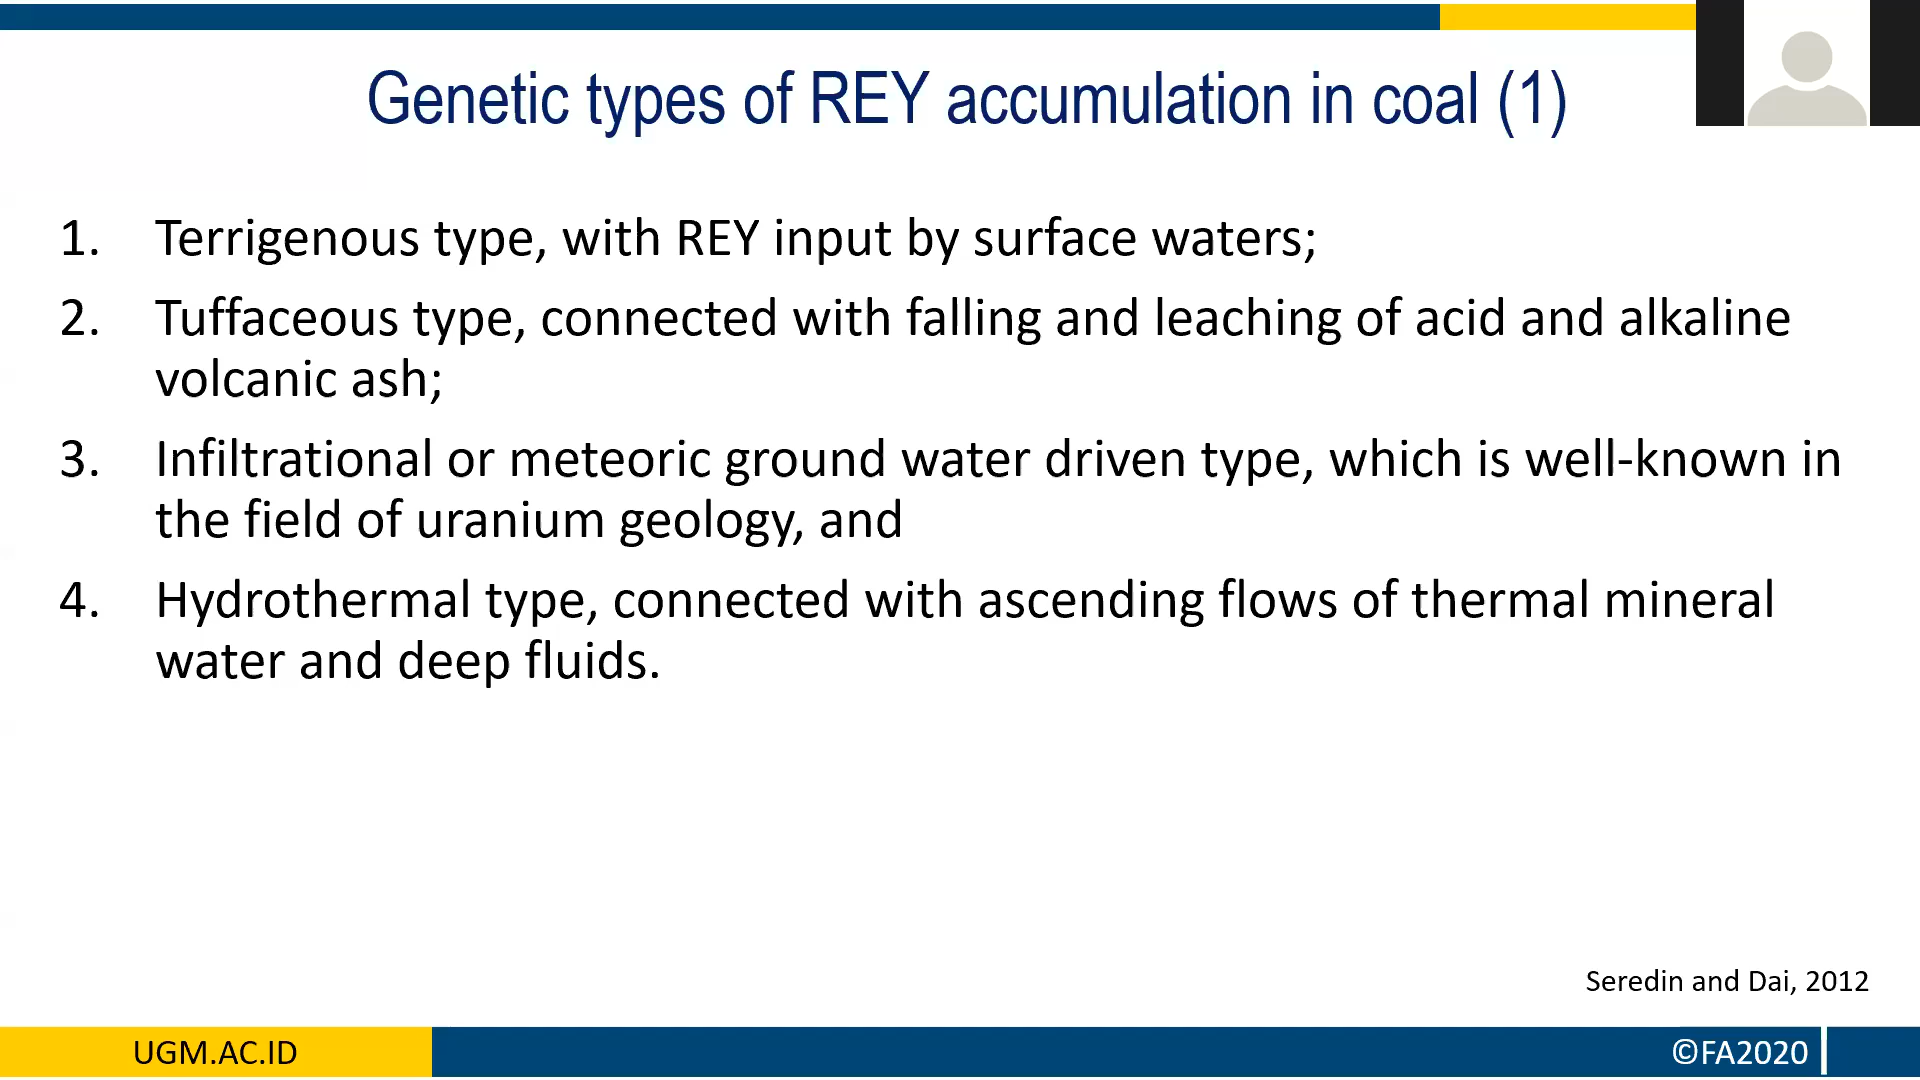 Genetic types of REY accumulation in coal (1)
1. Terrigenous type, with REY input by surface waters;
2. Tuffaceous type, connected with falling and leaching of acid and alkaline
volcanic ash;
3. Infiltrational or meteoric ground water driven type, which is well-known in
the field of uranium geology, and
4. Hydrothermal type, connected with ascending flows of thermal mineral
water and deep fluids.
Seredin and Dai, 2012
UGM.AC.ID
©FA2020